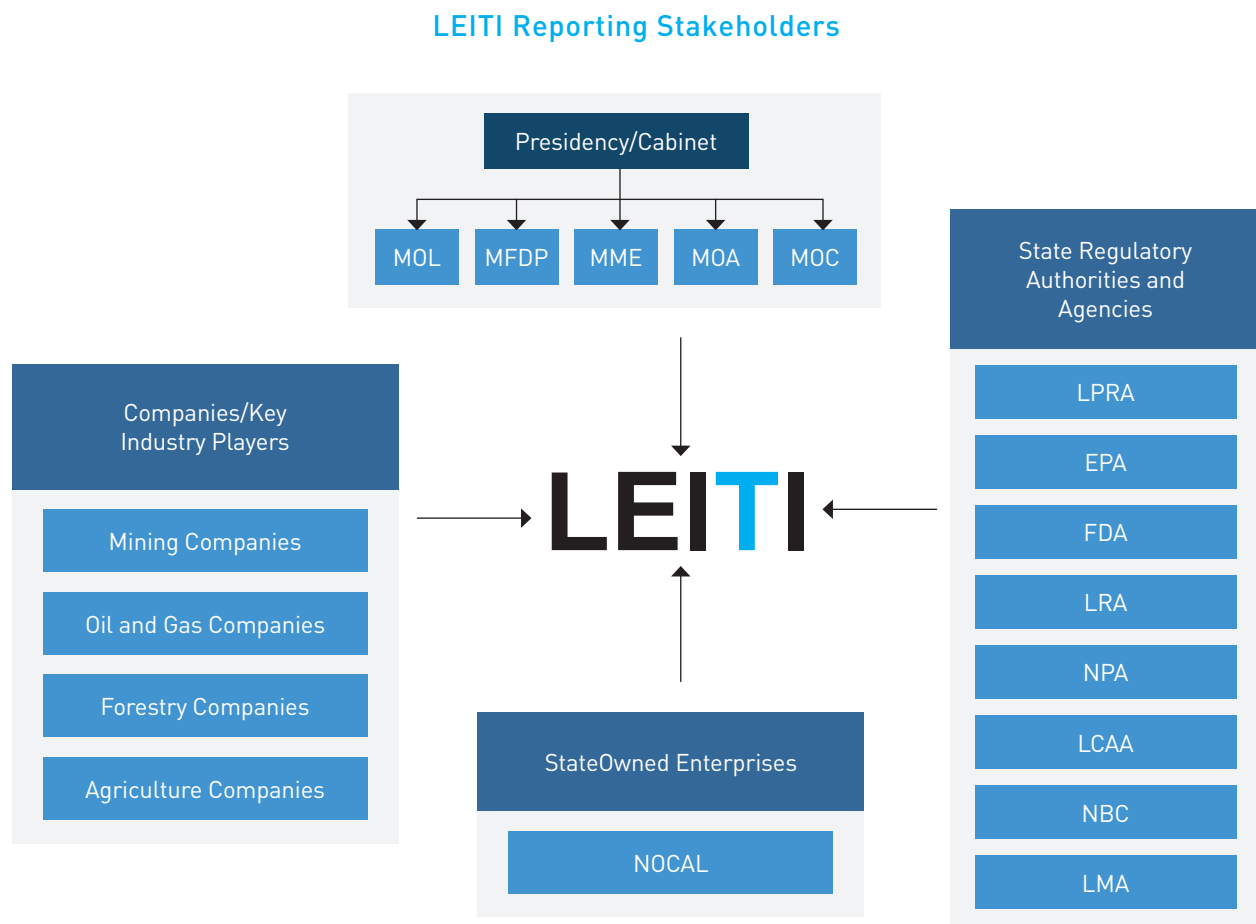 LEITI Reporting Stakeholders
Presidency/Cabinet
MOL
MFDP
MME
MOA
MOC
State Regulatory
Authorities and
Agencies
LPRA
EPA
FDA
LRA
NPA
LCAA
NBC
LMA
Companies/Key
Industry Players
Mining Companies
Oil and Gas Companies
Forestry Companies
Agriculture Companies
LEITI
StateOwned Enterprises
NOCAL